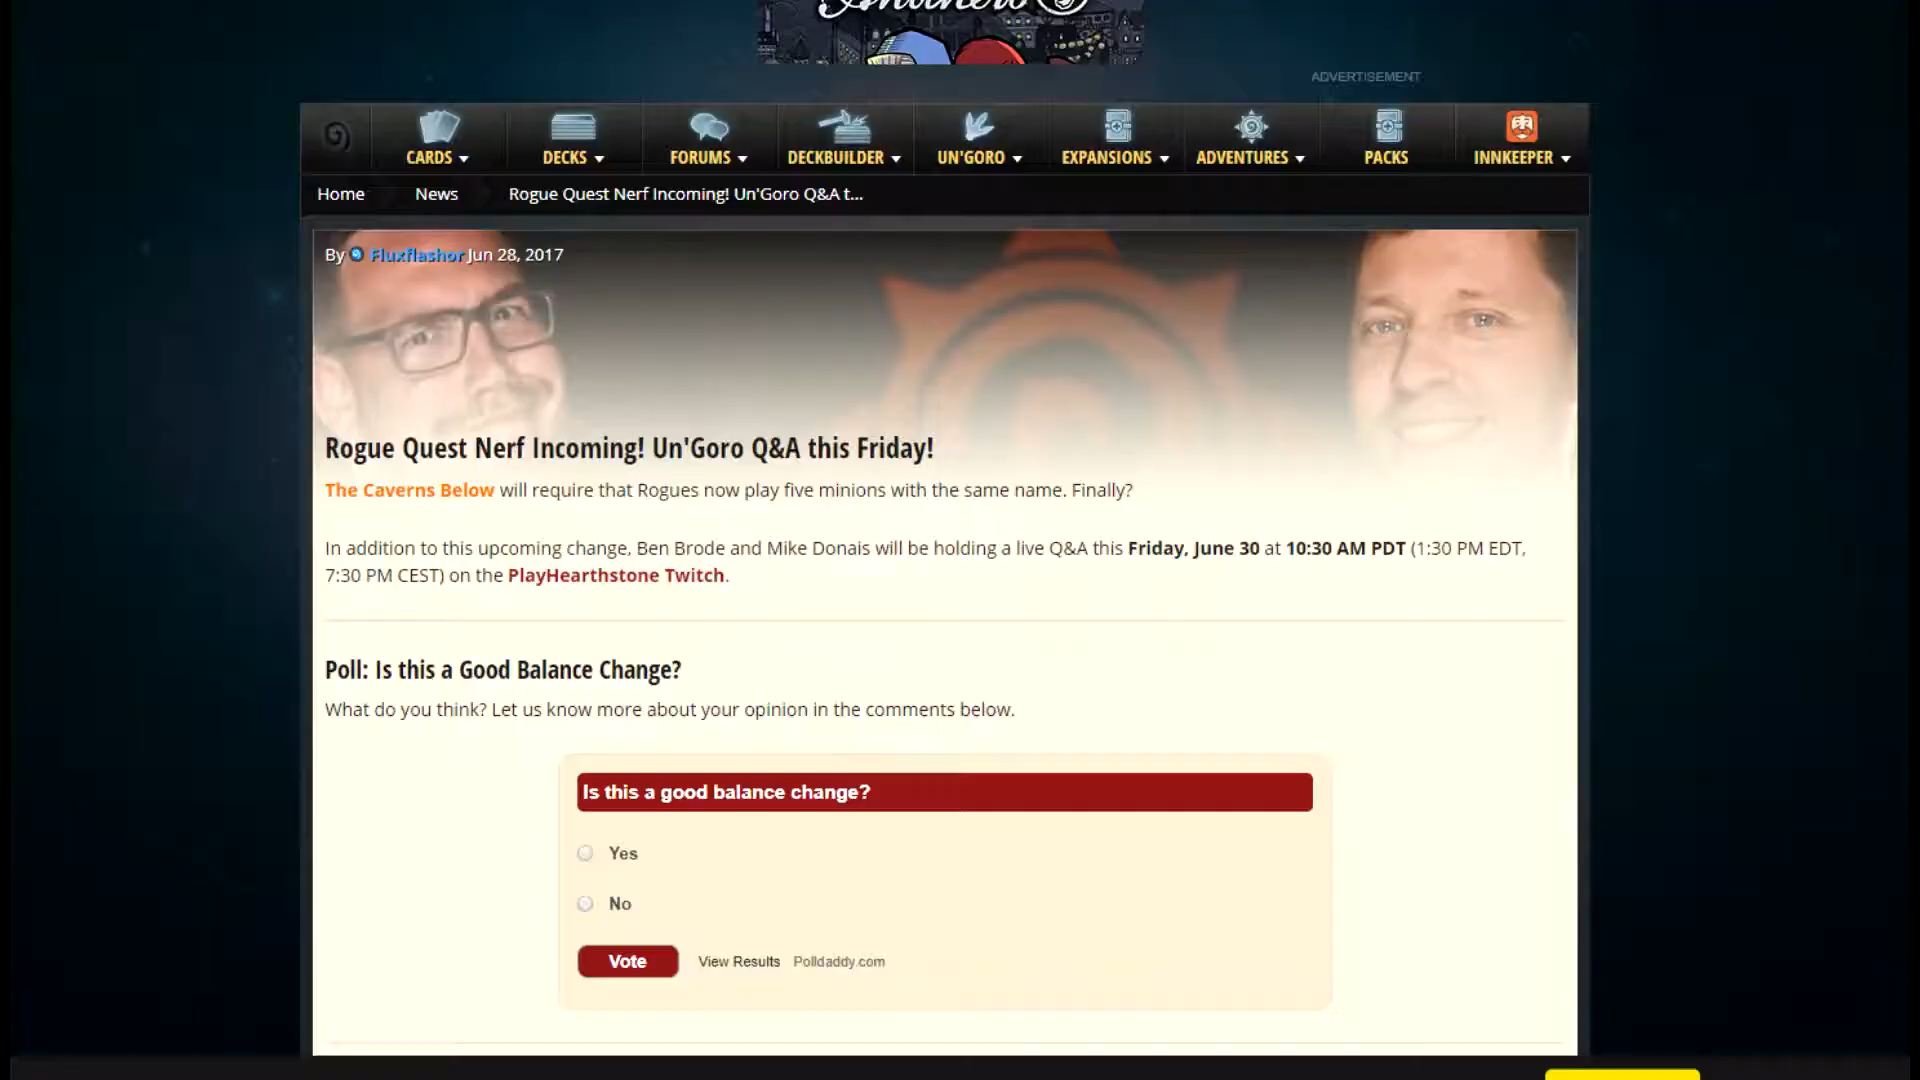 ADVERTISEMENT
CARDS DECKS FORUMS DECKBUILDER UN'GORO EXPANSIONS ADVENTURES PACKS INNKEEPER
Home News Rogue Quest Nerf Incoming! Un'Goro Q&A t...
By Fluxflashor Jun 28, 2017
Rogue Quest Nerf Incoming! Un'Goro Q&A this Friday!
The Caverns Below will require that Rogues now play five minions with the same name. Finally?
In addition to this upcoming change, Ben Brode and Mike Donais will be holding a live Q&A this Friday, June 30 at 10:30 AM PDT (1:30 PM EDT,
7:30 PM CEST) on the PlayHearthstone Twitch.
Poll: Is this a Good Balance Change?
What do you think? Let us know more about your opinion in the comments below.
Is this a good balance change?
Yes
No
Vote View Results Polldaddy.com